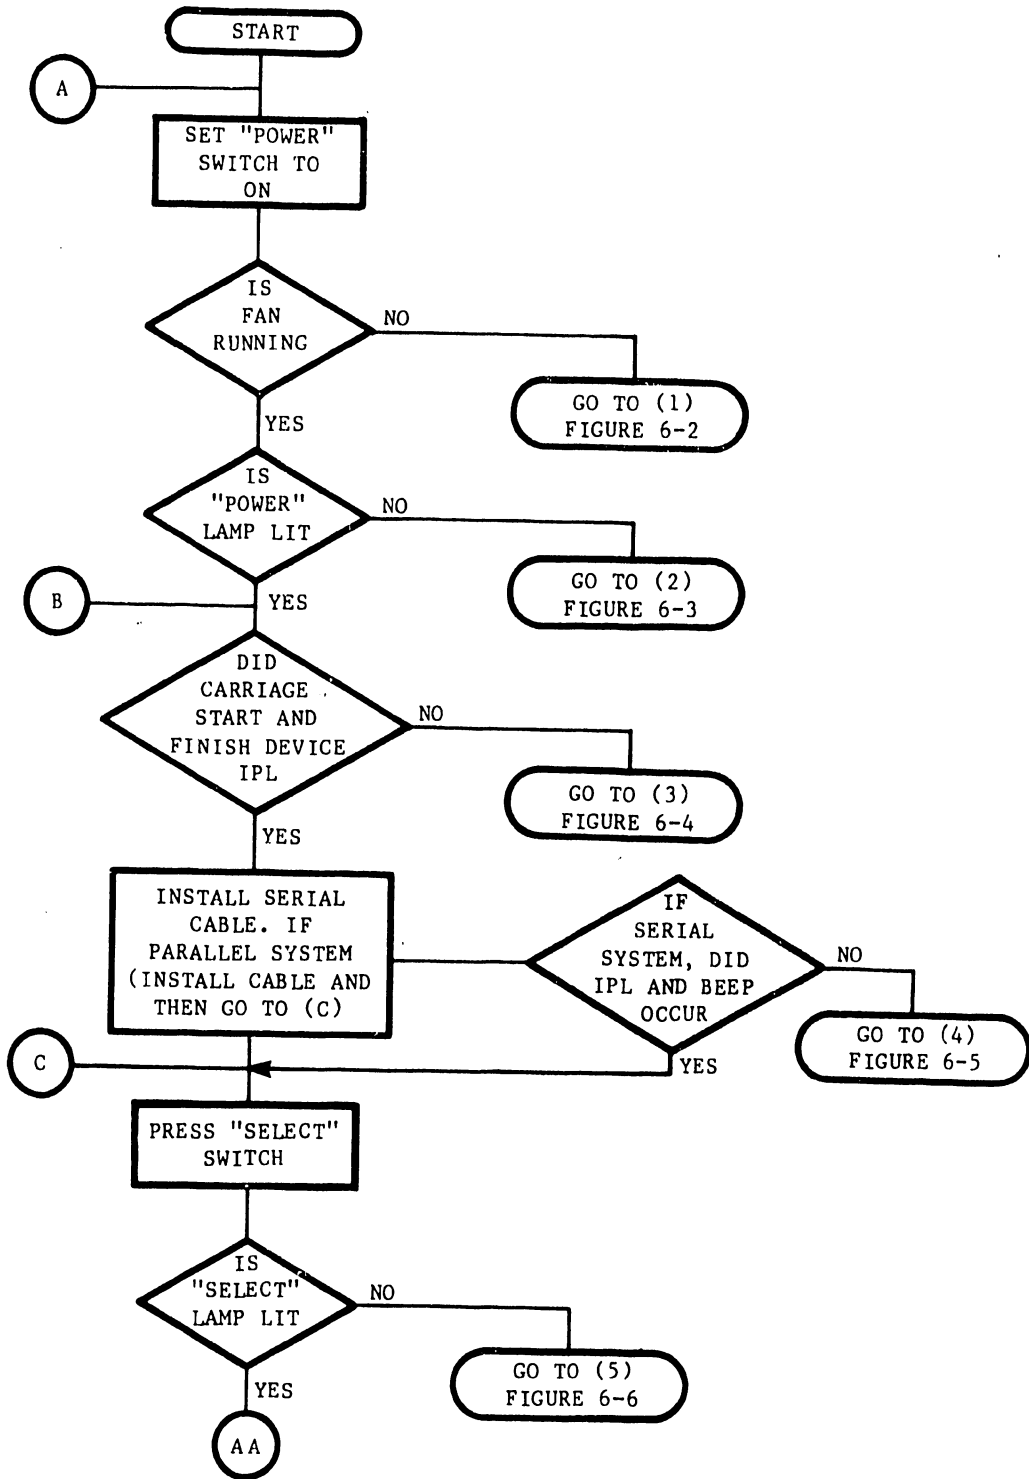 START
A
SET "POWER"
SWITCH TO
ON
IS
FAN
RUNNING
NO
GO TO (1)
FIGURE 6-2
YES
IS
"POWER"
LAMP LIT
NO
GO TO (2)
FIGURE 6-3
B
YES
DID
CARRIAGE
START AND
FINISH DEVICE
IPL
NO
GO TO (3)
FIGURE 6-4
YES
INSTALL SERIAL
CABLE. IF
PARALLEL SYSTEM
(INSTALL CABLE AND
THEN GO TO (C)
IF
SERIAL
SYSTEM, DID
IPL AND BEEP
OCCUR
NO
GO TO (4)
FIGURE 6-5
YES
C
PRESS "SELECT"
SWITCH
IS
"SELECT"
LAMP LIT
NO
GO TO (5)
FIGURE 6-6
YES
AA